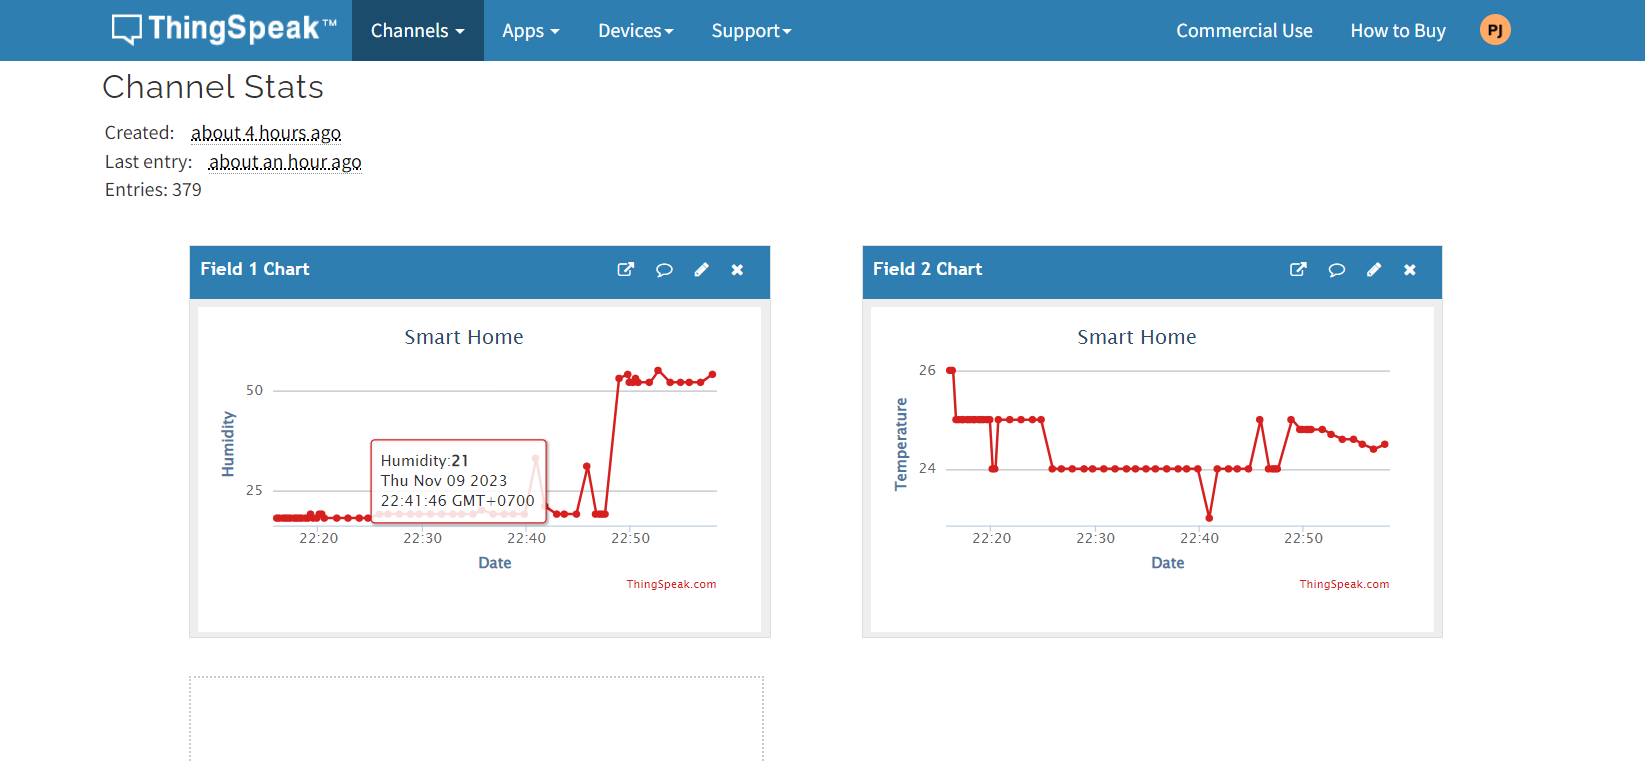 ThingSpeak™ Channels Apps Devices Support Commercial Use How to Buy PJ
Channel Stats
Created: about 4 hours ago
Last entry: about an hour ago
Entries: 379
Field 1 Chart
Smart Home
50
25
Humidity
Humidity:21
Thu Nov 09 2023
22:41:46 GMT+0700
22:20 22:30 22:40 22:50
Date
ThingSpeak.com
Field 2 Chart
Smart Home
26
24
Temperature
22:20 22:30 22:40 22:50
Date
ThingSpeak.com